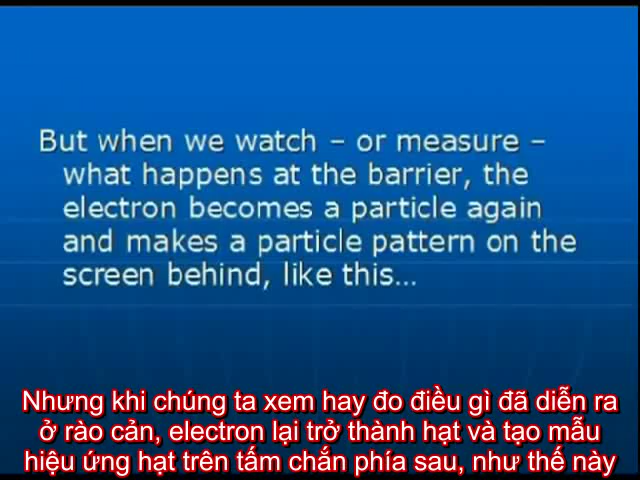 But when we watch – or measure –
what happens at the barrier, the
electron becomes a particle again
and makes a particle pattern on the
screen behind, like this...
Nhưng khi chúng ta xem hay đo điều gì đã diễn ra
ở rào cản, electron lại trở thành hạt và tạo mẫu
hiệu ứng hạt trên tấm chắn phía sau, như thế này